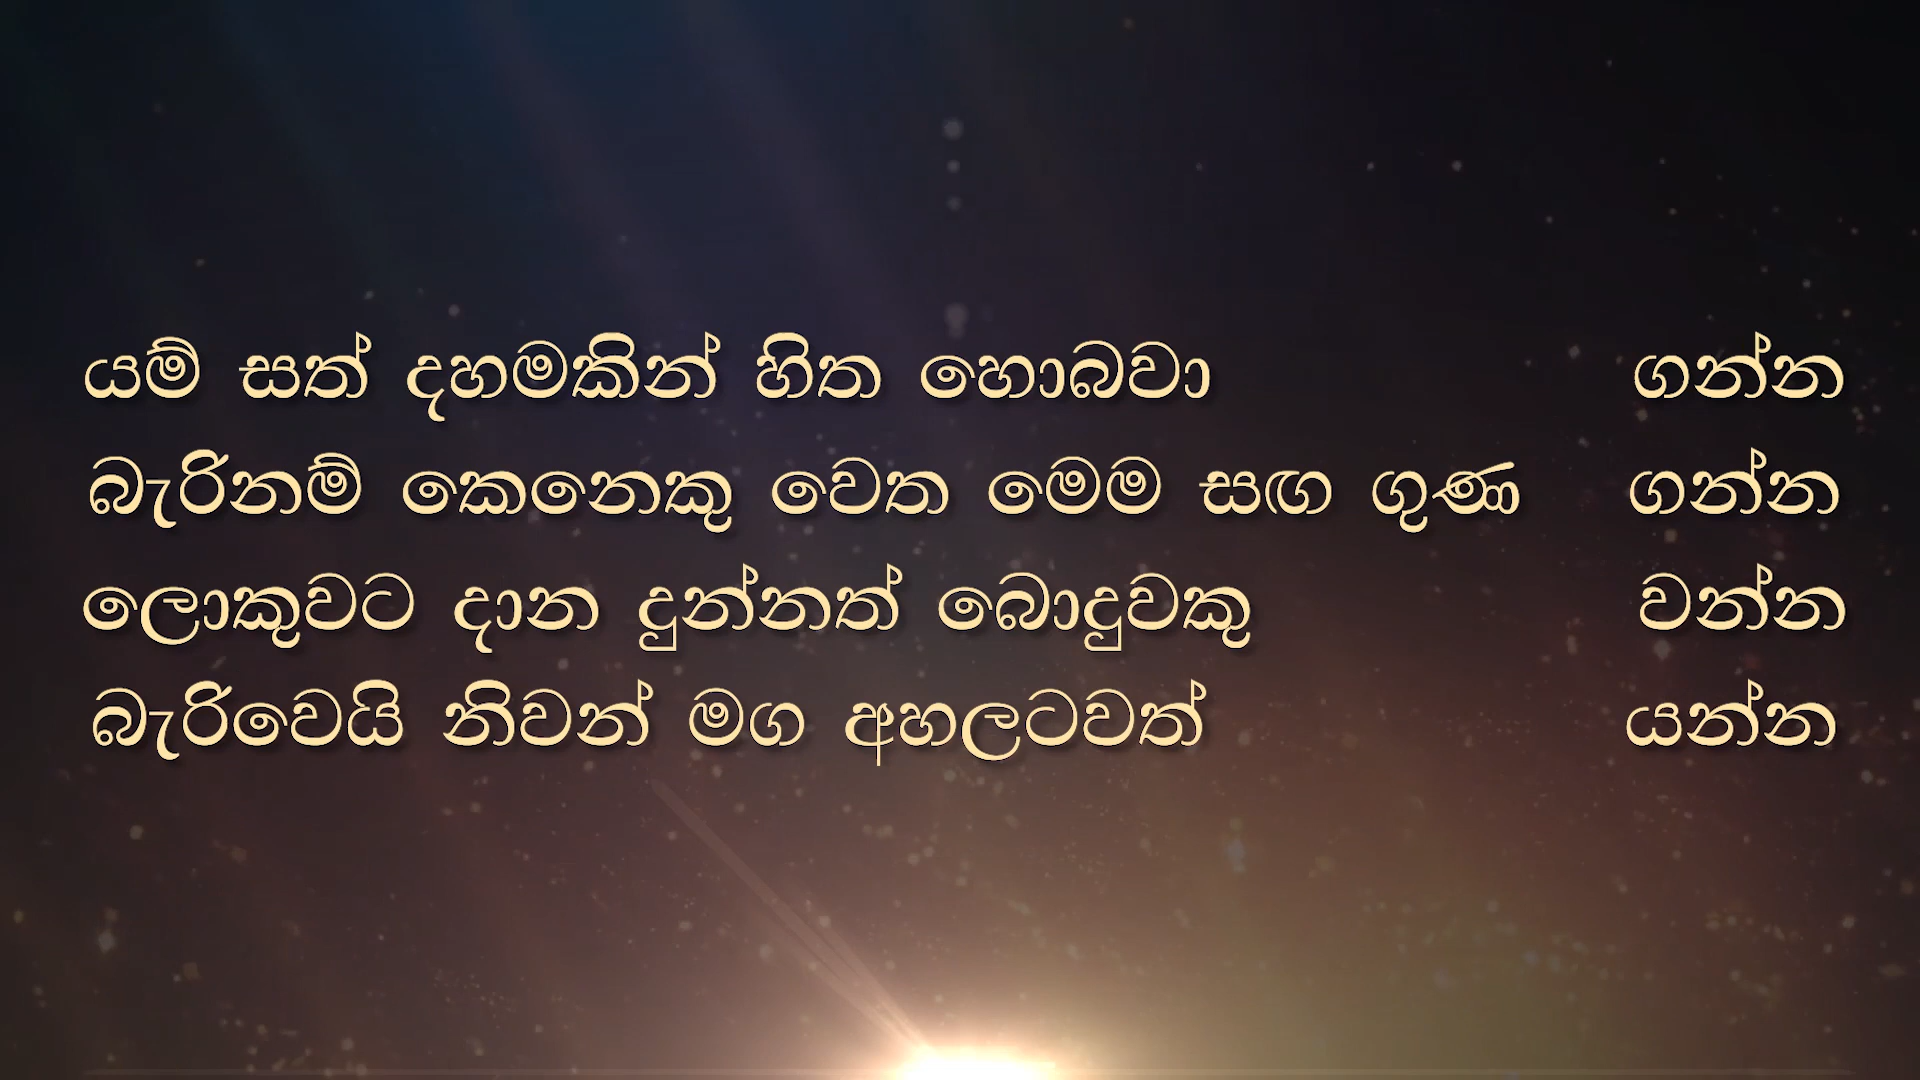 යම් සත් දහමකින් හිත හොබවා ගන්න
බැරිනම් කෙනෙකු වෙත මෙම සඟ ගුණ ගන්න
ලොකුවට දාන දුන්නත් බොදුවකු වන්න
බැරිවෙයි නිවන් මග අහලටවත් යන්න